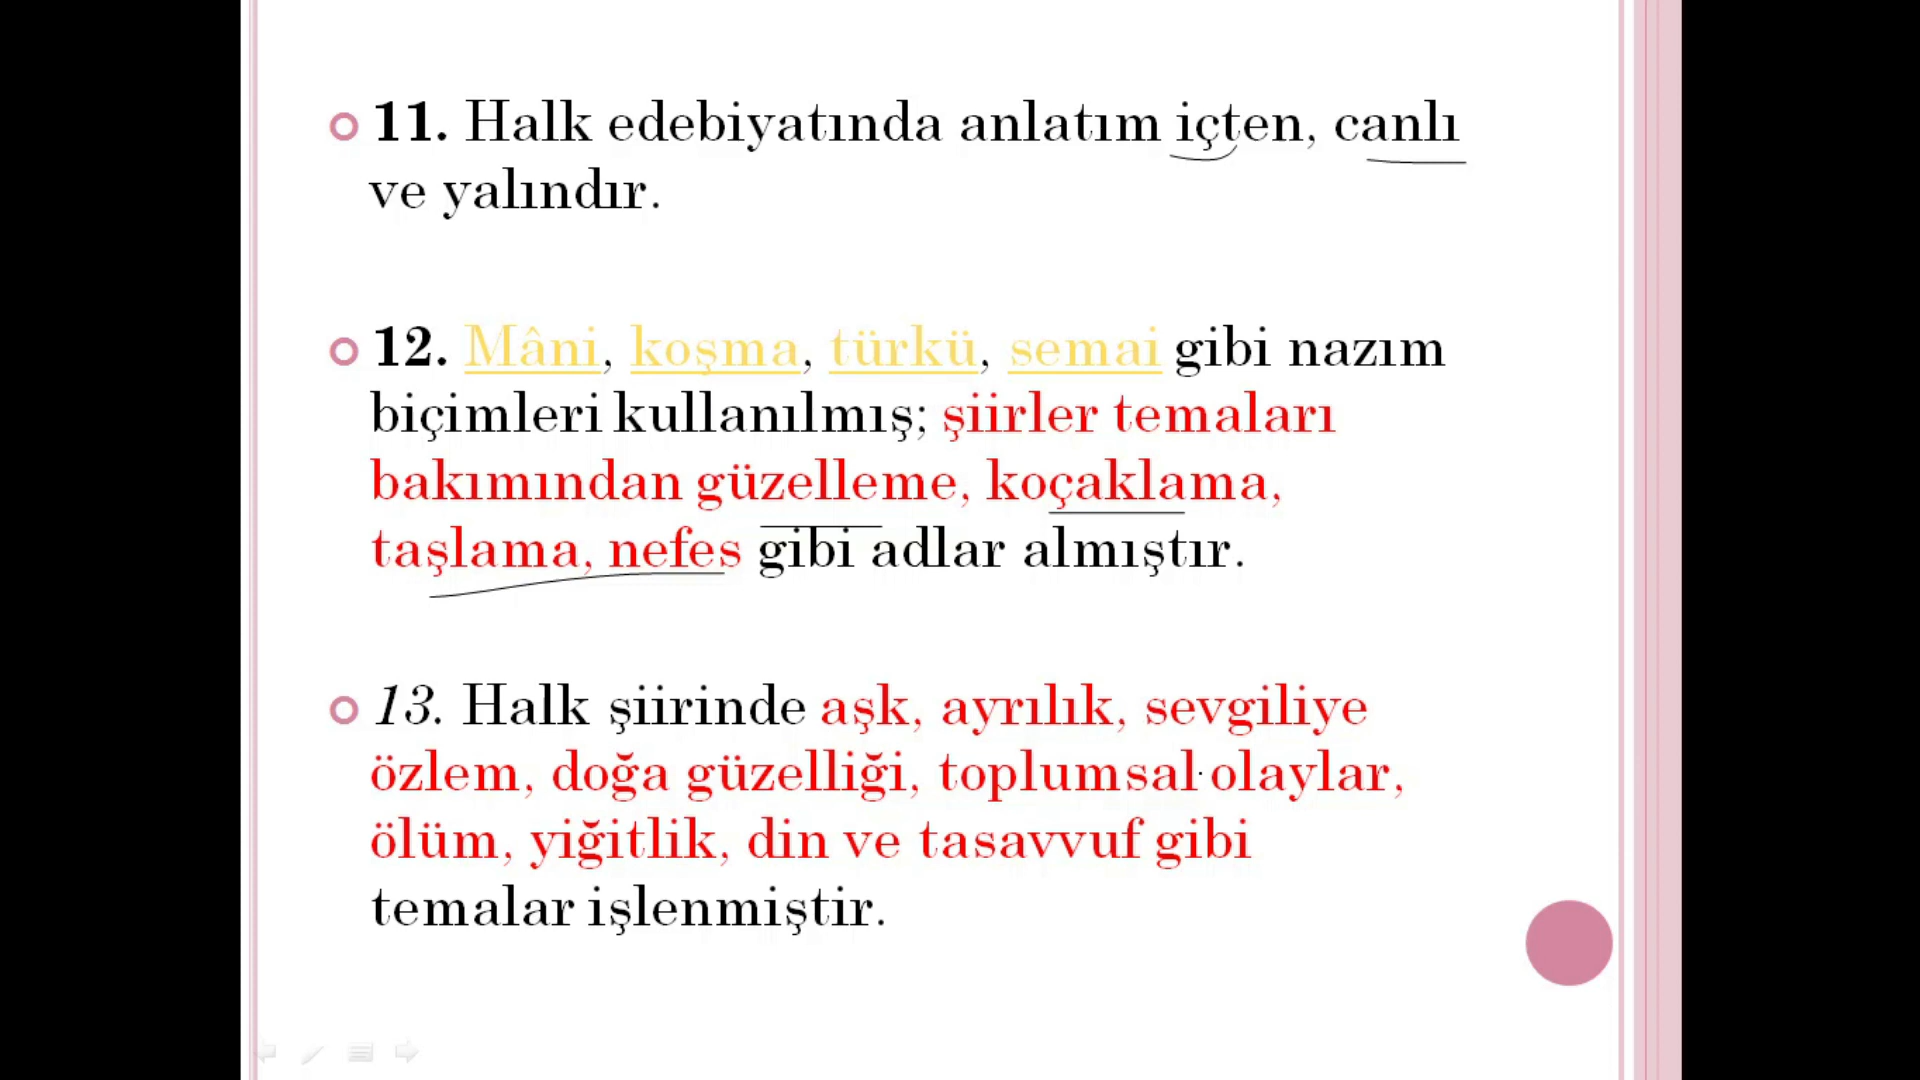 11. Halk edebiyatında anlatım içten, canlı
ve yalındır.
12. Mâni, koşma, türkü, semai gibi nazım
biçimleri kullanılmış; şiirler temaları
bakımından güzelleme, koçaklama,
taşlama, nefes gibi adlar almıştır.
13. Halk şiirinde aşk, ayrılık, sevgiliye
özlem, doğa güzelliği, toplumsal olaylar,
ölüm, yiğitlik, din ve tasavvuf gibi
temalar işlenmiştir.